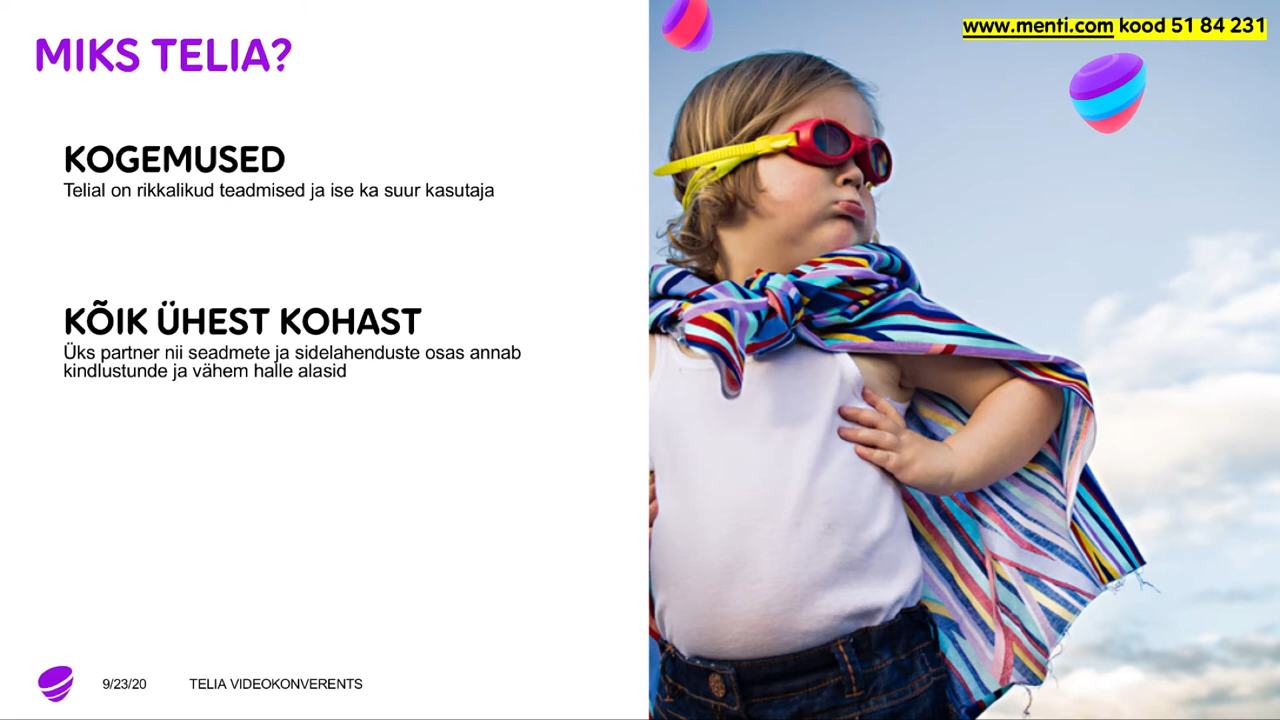 MIKS TELIA?
www.menti.com kood 51 84 231
KOGEMUSED
Telial on rikkalikud teadmised ja ise ka suur kasutaja
KÕIK ÜHEST KOHAST
Üks partner nii seadmete ja sidelahenduste osas annab
kindlustunde ja vähem halle alasid
9/23/20 TELIA VIDEOKONVERENTS